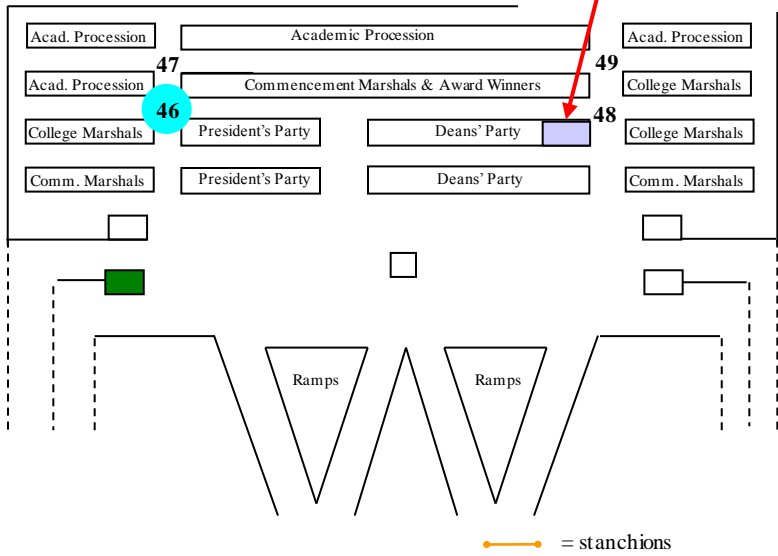 Acad. Procession
Academic Procession
Acad. Procession
47
49
Acad. Procession
Commencement Marshals & Award Winners
College Marshals
46
48
College Marshals
President's Party
Deans' Party
College Marshals
Comm. Marshals
President's Party
Deans' Party
Comm. Marshals
Ramps
Ramps
= stanchions